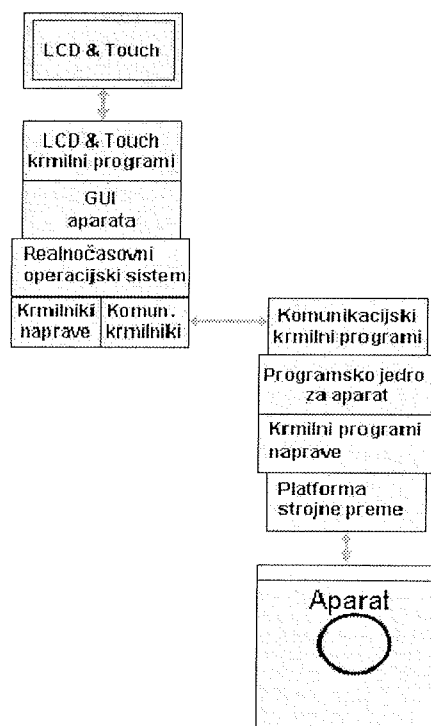 LCD & Touch
LCD & Touch
krmilni programi
GUI
aparata
Realnočasovni
operacijski sistem
Krmilniki
naprave
Komun.
krmilniki
Komunikacijski
krmilni programi
Programsko jedro
za aparat
Krmilni programi
naprave
Platforma
strojne preme
Aparat